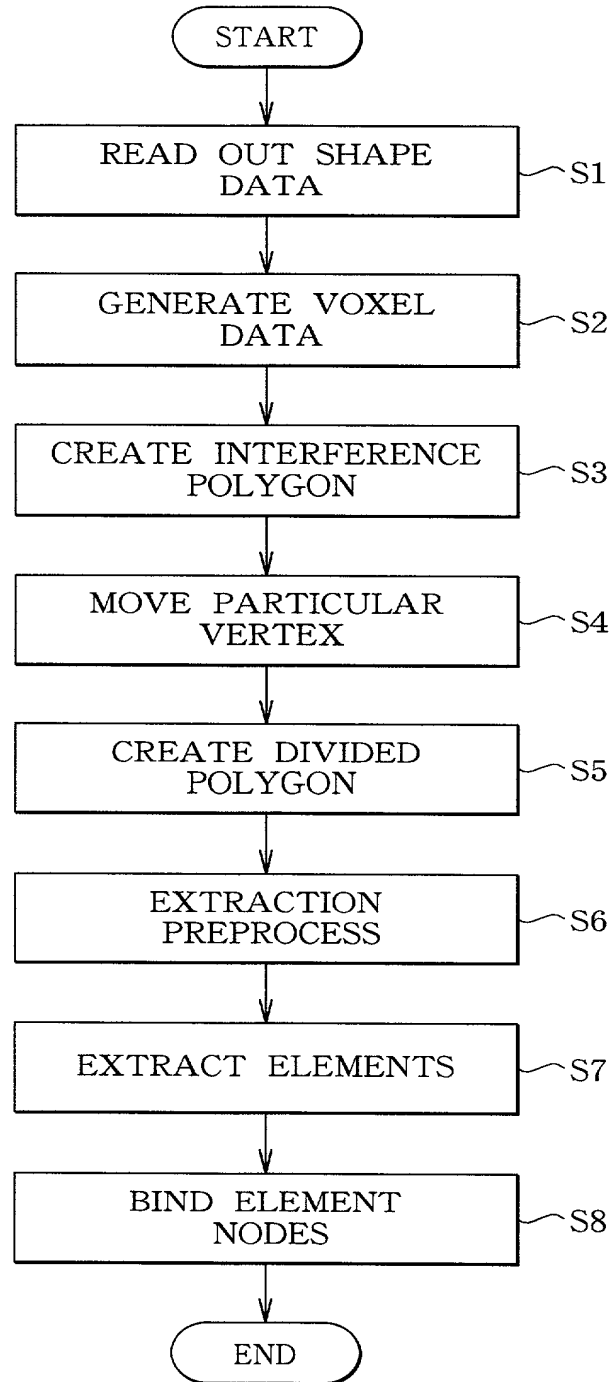 START
READ OUT SHAPE
DATA
S1
GENERATE VOXEL
DATA
S2
CREATE INTERFERENCE
POLYGON
S3
MOVE PARTICULAR
VERTEX
S4
CREATE DIVIDED
POLYGON
S5
EXTRACTION
PREPROCESS
S6
EXTRACT ELEMENTS
S7
BIND ELEMENT
NODES
S8
END